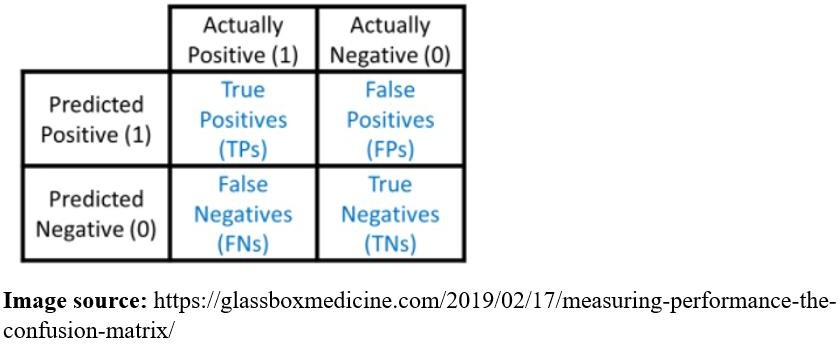 Actually
Positive (1)
Actually
Negative (0)
Predicted
Positive (1)
True
Positives
(TPs)
False
Positives
(FPs)
Predicted
Negative (0)
False
Negatives
(FNs)
True
Negatives
(TNs)
Image source: https://glassboxmedicine.com/2019/02/17/measuring-performance-the-
confusion-matrix/